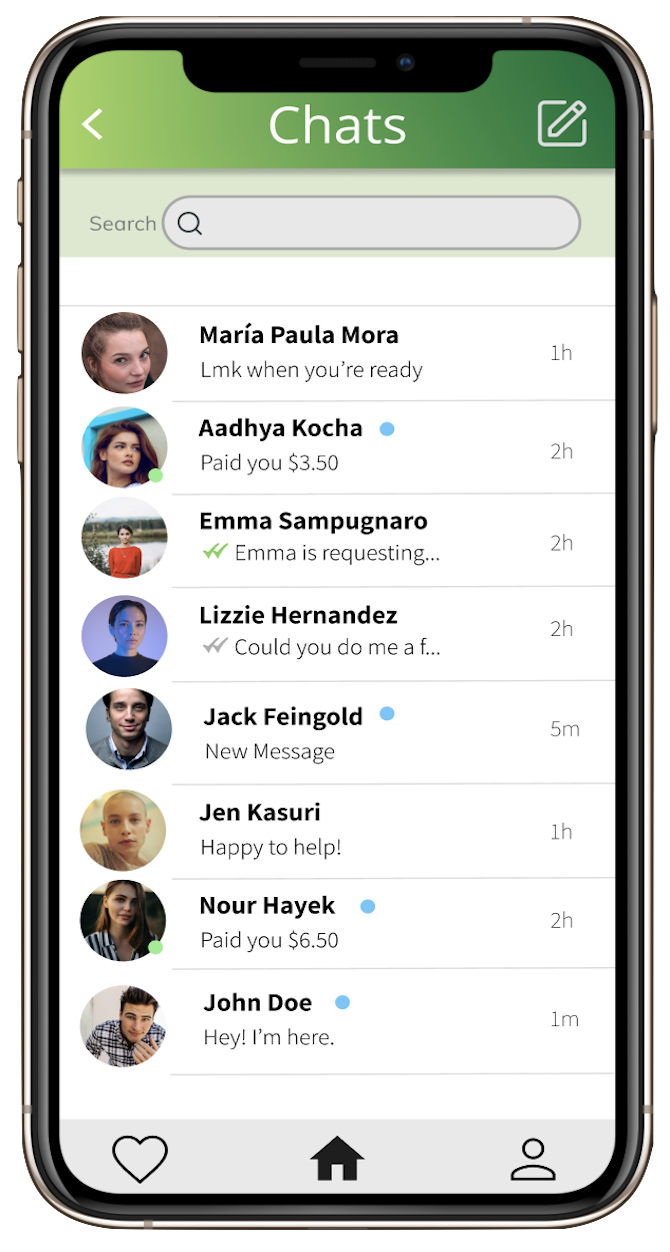 Chats
Search
María Paula Mora
Lmk when you’re ready
1h
Aadhya Kocha
Paid you $3.50
2h
Emma Sampugnaro
Emma is requesting...
2h
Lizzie Hernandez
Could you do me a f...
2h
Jack Feingold
New Message
5m
Jen Kasuri
Happy to help!
1h
Nour Hayek
Paid you $6.50
2h
John Doe
Hey! I’m here.
1m